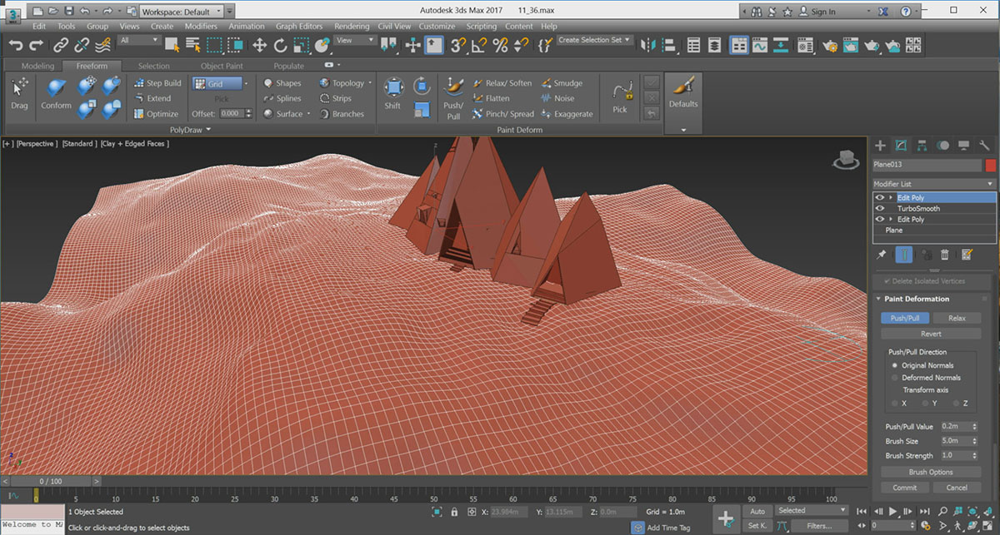 3
MAX
Workspace: Default
Autodesk 3ds Max 2017 11_36.max
Sign In
Edit Tools Group Views Create Modifiers Animation Graph Editors Rendering Civil View Customize Scripting Content Help
All
View
3
Create Selection Set
Modeling Freeform Selection Object Paint Populate
Drag
Conform
Step Build
Extend
Optimize
Grid
Pick
Offset: 0.000
Shapes
Splines
Surface
Topology
Strips
Branches
PolyDraw
Shift
Push/
Pull
Relax/ Soften
Flatten
Pinch/ Spread
Smudge
Noise
Exaggerate
Paint Deform
Pick
Defaults
[+] [Perspective ] [Standard ] [Clay + Edged Faces ]
z
Plane013
Modifier List
Edit Poly
TurboSmooth
Edit Poly
Plane
Delete Isolated Vertices
Paint Deformation
Push/Pull Relax
Revert
Push/Pull Direction
Original Normals
Deformed Normals
Transform axis
X Y Z
Push/Pull Value 0.2m
Brush Size 5.0m
Brush Strength 1.0
Brush Options
Commit Cancel
< 0 / 100 >
0 5 10 15 20 25 30 35 40 45 50 55 60 65 70 75 80 85 90 95 100
1 Object Selected
X: 23.984m Y: 13.115m Z: 0.0m Grid = 1.0m
Auto Selected
Welcome to M
Click or click-and-drag to select objects
Add Time Tag
Set K. Filters...
0